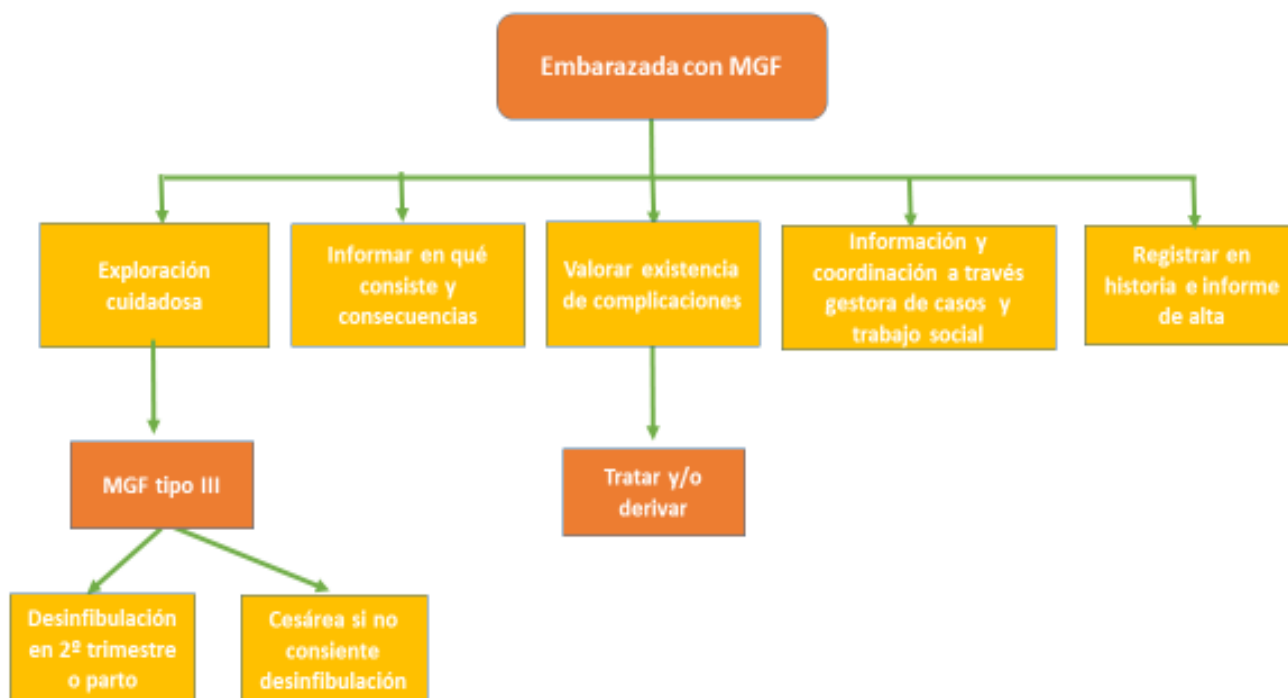 Embarazada con MGF
Exploración
cuidadosa
Informar en qué
consiste y
consecuencias
Valorar existencia
de complicaciones
Información y
coordinación a través
gestora de casos y
trabajo social
Registrar en
historia e informe
de alta
MGF tipo III
Tratar y/o
derivar
Desinfibulación
en 2º trimestre
o parto
Cesárea si no
consiente
desinfibulación